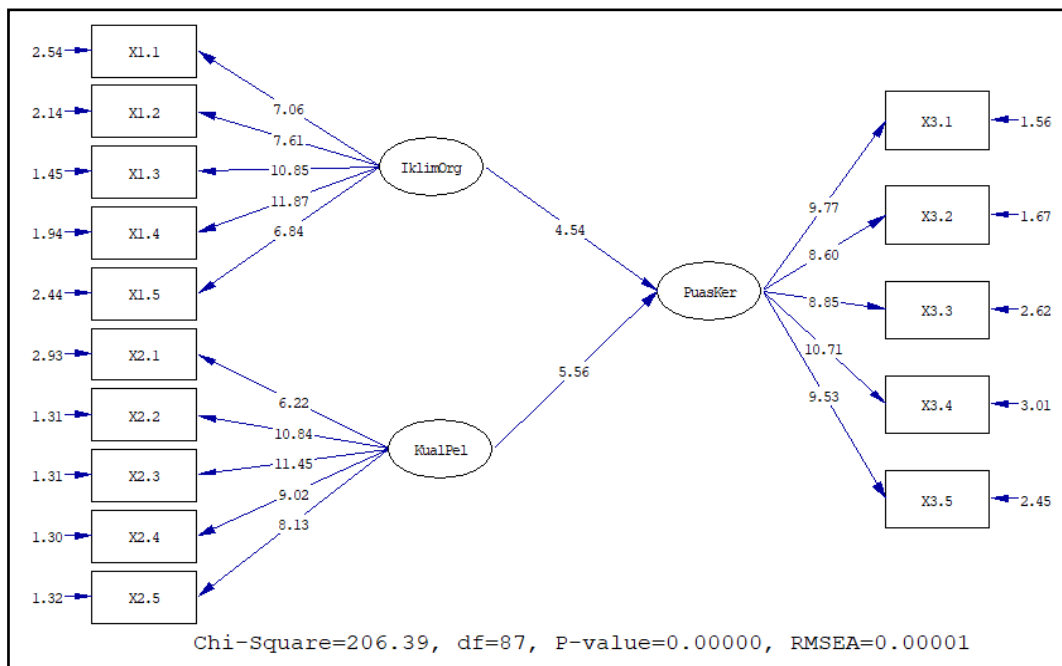 2.54 X1.1
2.14 X1.2
1.45 X1.3
1.94 X1.4
2.44 X1.5
2.93 X2.1
1.31 X2.2
1.31 X2.3
1.30 X2.4
1.32 X2.5
7.06
7.61
10.85
11.87
6.84
6.22
10.84
11.45
9.02
8.13
IklimOrg
KualPel
4.54
5.56
PuasKer
9.77
8.60
8.85
10.71
9.53
X3.1 1.56
X3.2 1.67
X3.3 2.62
X3.4 3.01
X3.5 2.45
Chi-Square=206.39, df=87, P-value=0.00000, RMSEA=0.00001